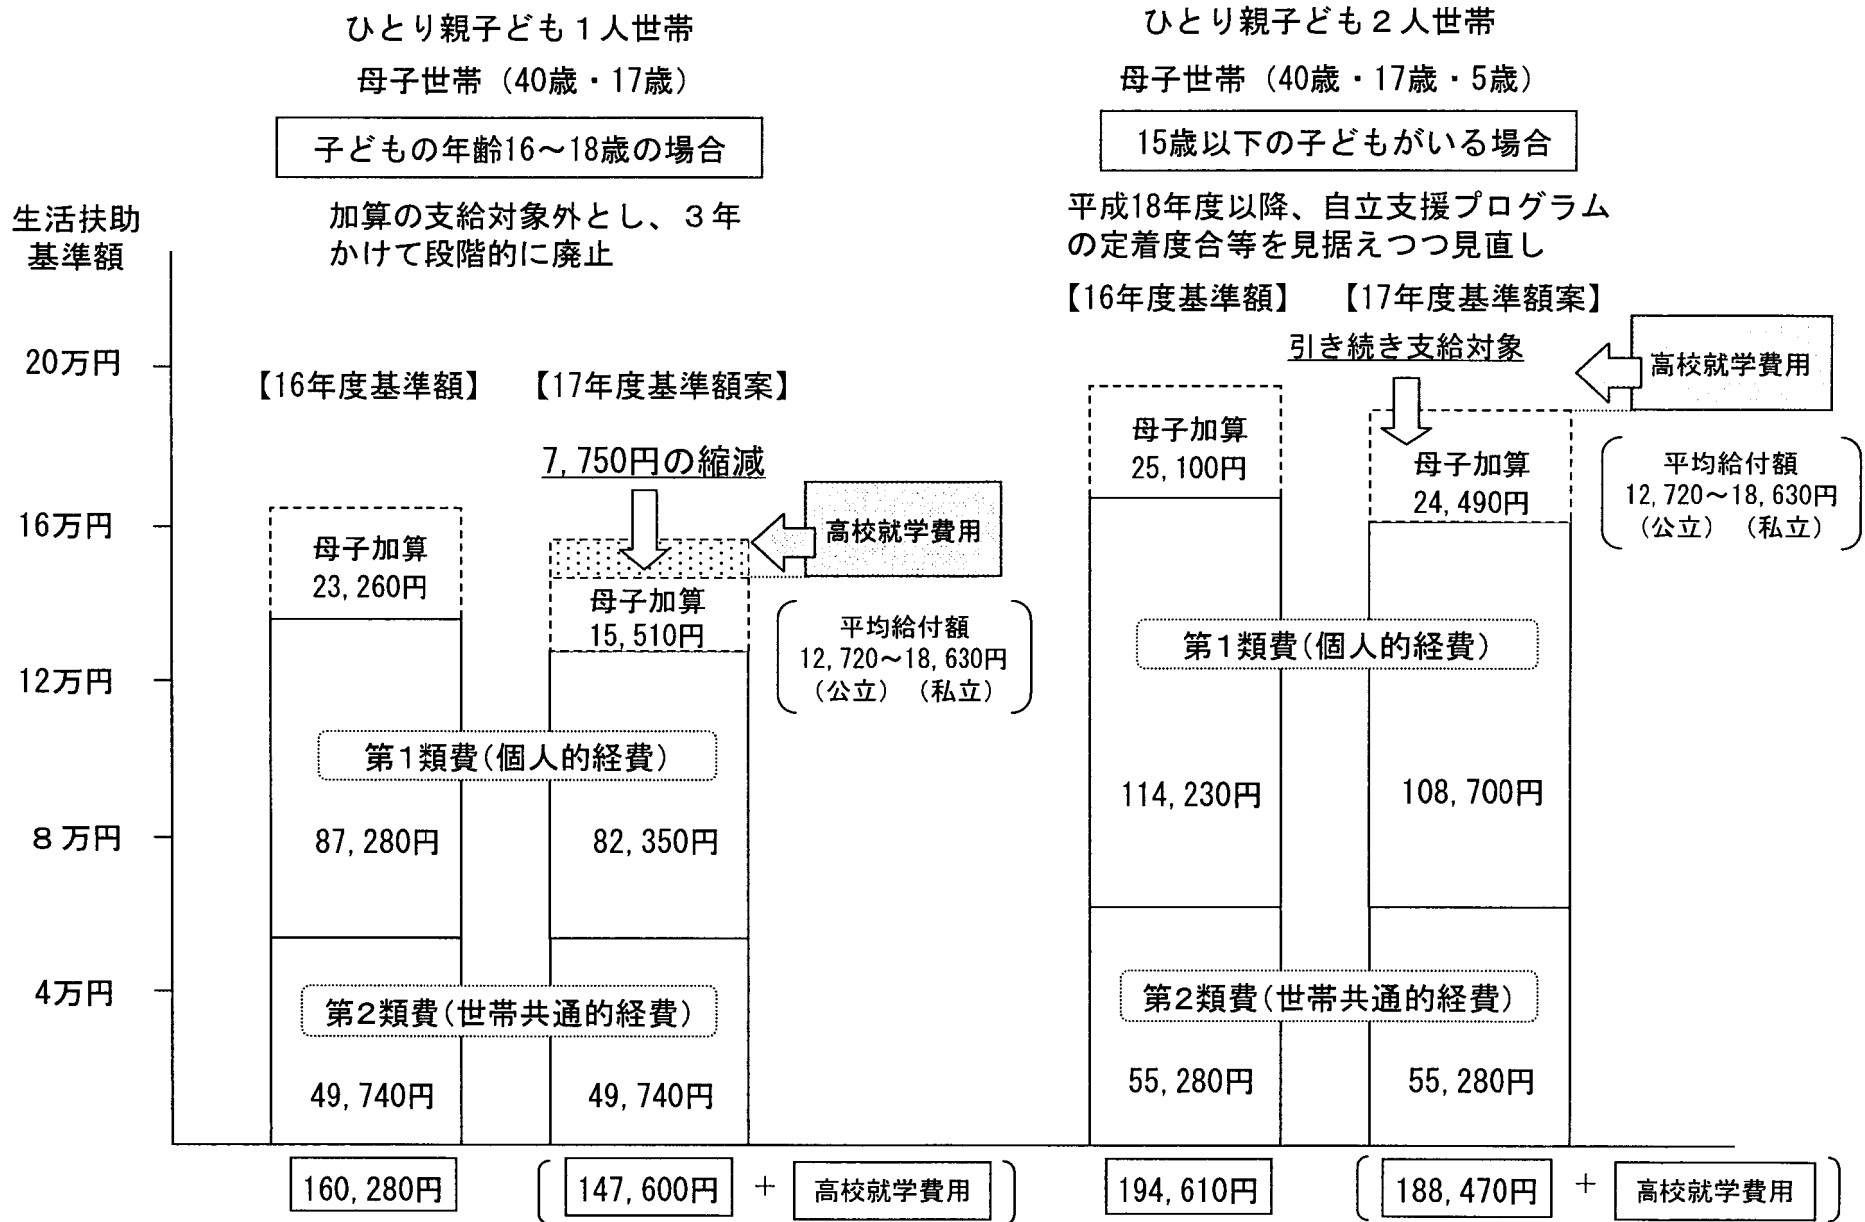 ひとり親子ども１人世帯
母子世帯（40歳・17歳）
子どもの年齢16～18歳の場合
加算の支給対象外とし、３年
かけて段階的に廃止
生活扶助
基準額
20万円
16万円
12万円
８万円
4万円
【16年度基準額】
【17年度基準額案】
7,750円の縮減
母子加算
23,260円
母子加算
15,510円
高校就学費用
平均給付額
12,720～18,630円
（公立）（私立）
第1類費（個人的経費）
87,280円
82,350円
第2類費（世帯共通的経費）
49,740円
49,740円
160,280円
147,600円 ＋ 高校就学費用
ひとり親子ども２人世帯
母子世帯（40歳・17歳・5歳）
15歳以下の子どもがいる場合
平成18年度以降、自立支援プログラム
の定着度合等を見据えつつ見直し
【16年度基準額】
【17年度基準額案】
引き続き支給対象
高校就学費用
母子加算
25,100円
母子加算
24,490円
平均給付額
12,720～18,630円
（公立）（私立）
第1類費（個人的経費）
114,230円
108,700円
第2類費（世帯共通的経費）
55,280円
55,280円
194,610円
188,470円 ＋ 高校就学費用